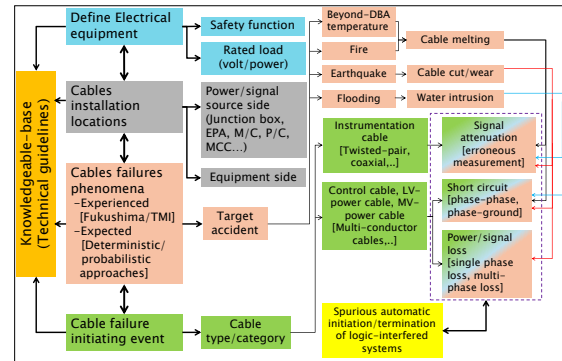 Knowledgeable-base
(Technical guidelines)
Define Electrical
equipment
Safety function
Rated load
(volt/power)
Cables
installation
locations
Power/signal
source side
(Junction box,
EPA, M/C, P/C,
MCC...)
Equipment side
Cables failures
phenomena
-Experienced
[Fukushima/TMI]
-Expected
[Deterministic/
probabilistic
approaches]
Target
accident
Cable failure
initiating event
Cable
type/category
Beyond-DBA
temperature
Fire
Earthquake
Flooding
Cable melting
Cable cut/wear
Water intrusion
Instrumentation
cable
[Twisted-pair,
coaxial,..]
Control cable, LV-
power cable, MV-
power cable
[Multi-conductor
cables,..]
Signal
attenuation
[erroneous
measurement]
Short circuit
[phase-phase,
phase-ground]
Power/signal
loss
[single phase
loss, multi-
phase loss]
Spurious automatic
initiation/termination
of logic-interfered
systems